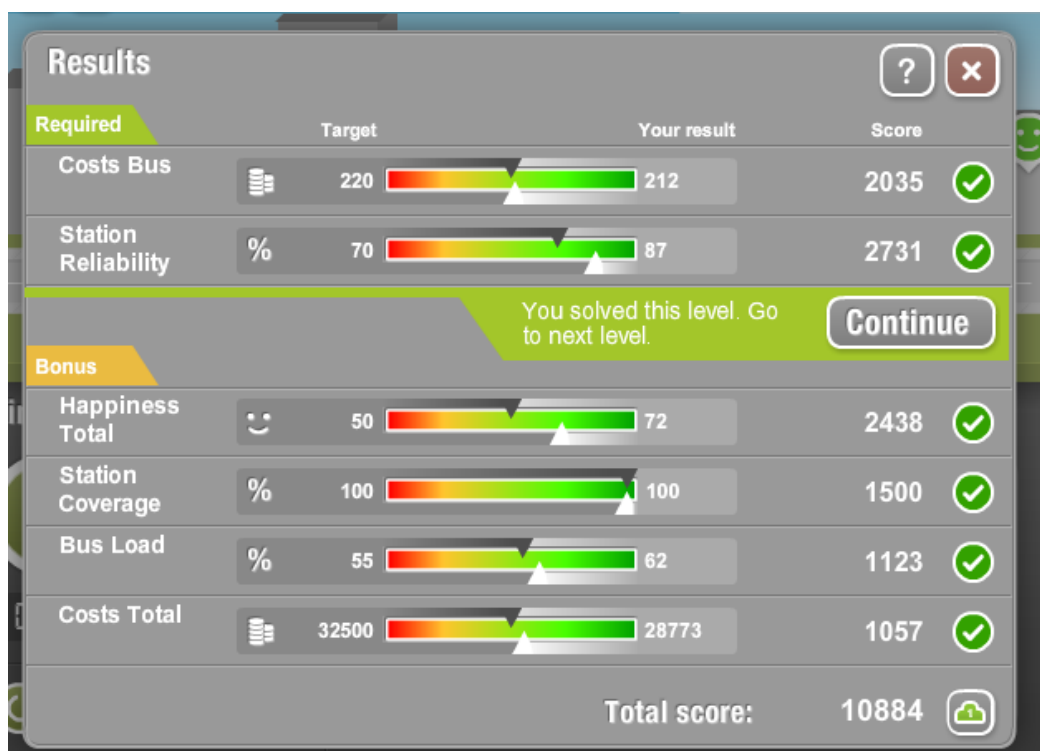 Results
?
Required Target Your result Score
Costs Bus 220 212 2035
Station Reliability % 70 87 2731
You solved this level. Go
to next level.
Continue
Bonus
Happiness Total 50 72 2438
Station Coverage % 100 100 1500
Bus Load % 55 62 1123
Costs Total 32500 28773 1057
Total score: 10884
1